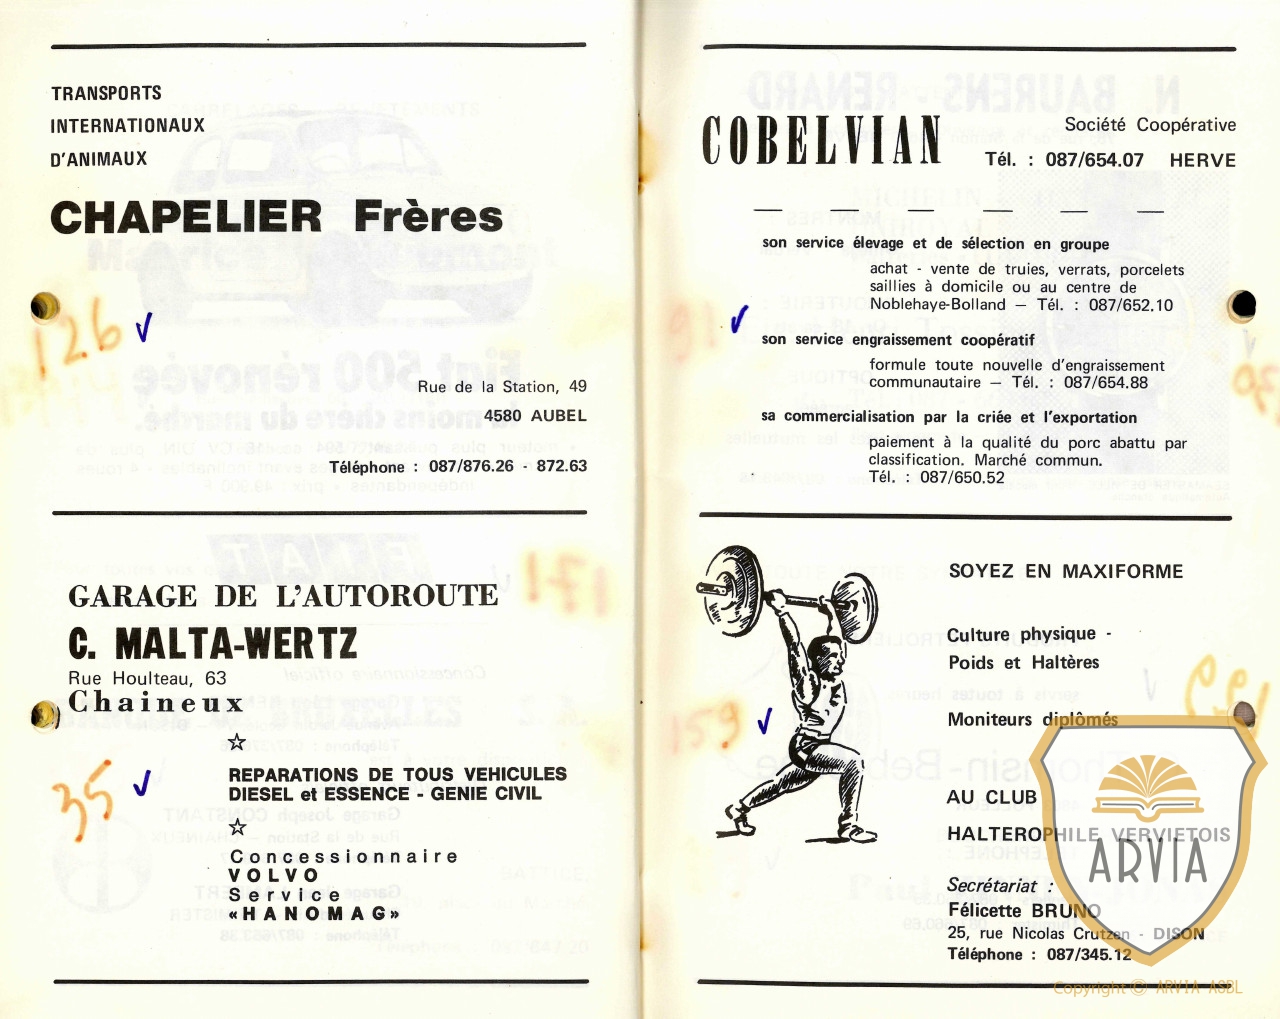 TRANSPORTS
INTERNATIONAUX
D'ANIMAUX
CHAPELIER Frères
126
Rue de la Station, 49
4580 AUBEL
Téléphone : 087/876.26 - 872.63
171
GARAGE DE L'AUTOROUTE
C. MALTA-WERTZ
Rue Houlteau, 63
Chaineux
REPARATIONS DE TOUS VEHICULES
DIESEL et ESSENCE - GENIE CIVIL
35
Concessionnaire
VOLVO
Service
«HANOMAG»
COBELVIAN
Société Coopérative
Tél. : 087/654.07 HERVE
son service élevage et de sélection en groupe
achat - vente de truies, verrats, porcelets
saillies à domicile ou au centre de
Noblehaye-Bolland — Tél. : 087/652.10
91
son service engraissement coopératif
formule toute nouvelle d'engraissement
communautaire — Tél. : 087/654.88
sa commercialisation par la criée et l'exportation
paiement à la qualité du porc abattu par
classification. Marché commun.
Tél. : 087/650.52
SOYEZ EN MAXIFORME
Culture physique -
Poids et Haltères
Moniteurs diplômés
159
AU CLUB
HALTEROPHILE VERVIETOIS
Secrétariat :
Félicette BRUNO
25, rue Nicolas Crutzen - DISON
Téléphone : 087/345.12
ARVIA
Copyright © ARVIA ASBL